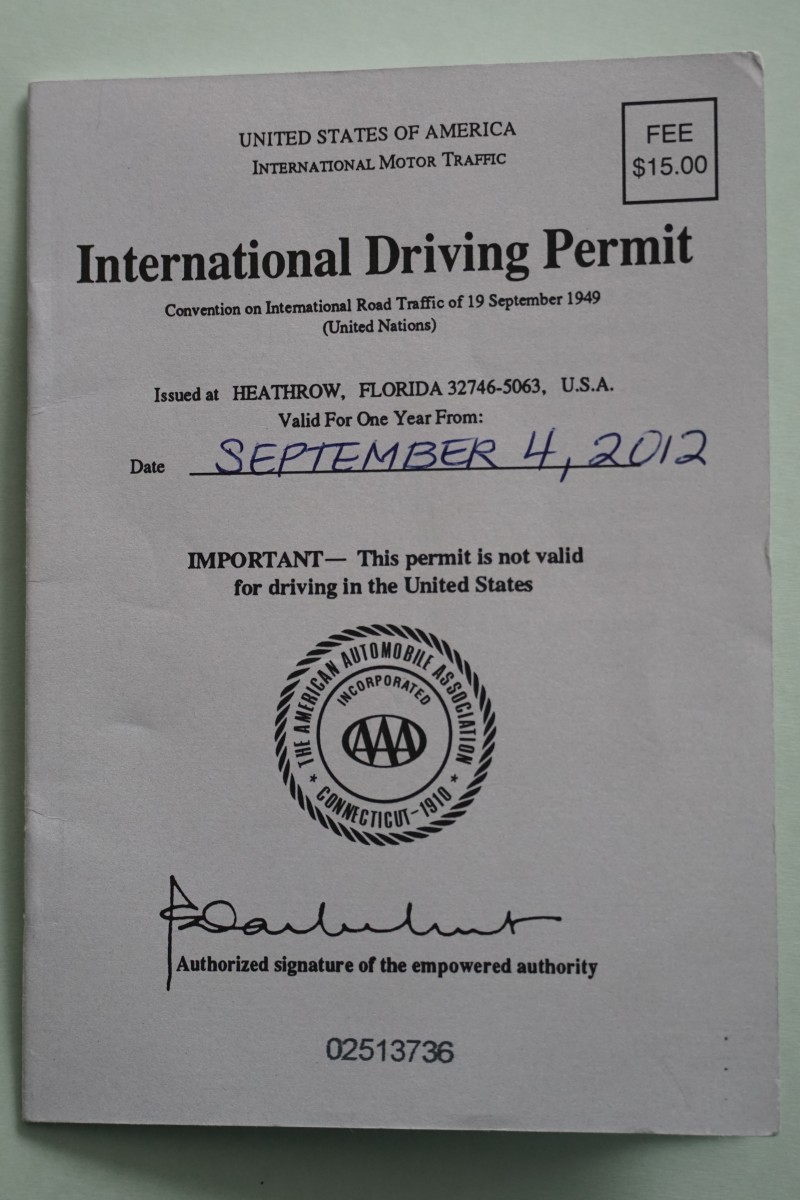 UNITED STATES OF AMERICA
INTERNATIONAL MOTOR TRAFFIC
FEE
$15.00
International Driving Permit
Convention on International Road Traffic of 19 September 1949
(United Nations)
Issued at HEATHROW, FLORIDA 32746-5063, U.S.A.
Valid For One Year From:
Date SEPTEMBER 4, 2012
IMPORTANT— This permit is not valid
for driving in the United States
THE AMERICAN AUTOMOBILE ASSOCIATION
INCORPORATED
AAA
* CONNECTICUT-1910 *
Authorized signature of the empowered authority
02513736